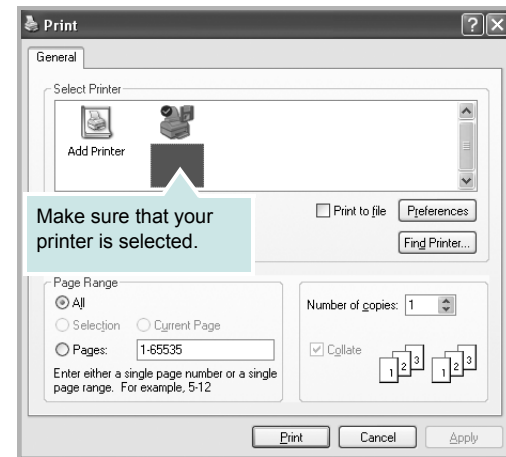 Print
General
Select Printer
Add Printer
Make sure that your
printer is selected.
Print to file
Preferences
Find Printer...
Page Range
All
Selection
Current Page
Pages:
1-65535
Enter either a single page number or a single
page range. For example, 5-12
Number of copies:
1
Collate
1 2 3
1 2 3
Print
Cancel
Apply